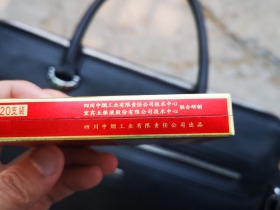 20支装
四川中烟工业有限责任公司技术中心
宜宾五粮液股份有限公司技术中心
联合研制
四川中烟工业有限责任公司出品